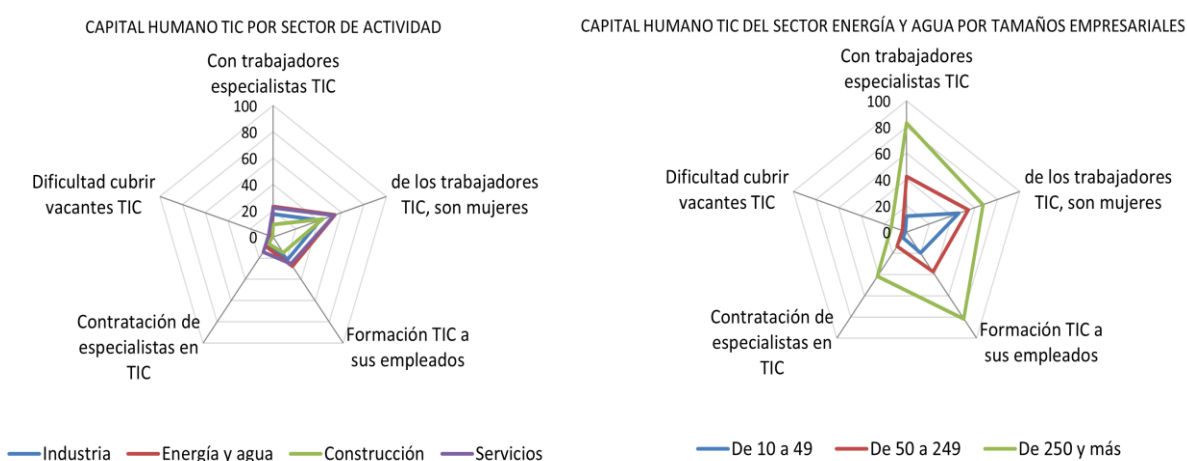 CAPITAL HUMANO TIC POR SECTOR DE ACTIVIDAD
Con trabajadores
especialistas TIC
100
80
60
40
20
0
de los trabajadores
TIC, son mujeres
Formación TIC a
sus empleados
Contratación de
especialistas en
TIC
Dificultad cubrir
vacantes TIC
Industria
Energía y agua
Construcción
Servicios
CAPITAL HUMANO TIC DEL SECTOR ENERGÍA Y AGUA POR TAMAÑOS EMPRESARIALES
Con trabajadores
especialistas TIC
100
80
60
40
20
0
de los trabajadores
TIC, son mujeres
Formación TIC a
sus empleados
Contratación de
especialistas en
TIC
Dificultad cubrir
vacantes TIC
De 10 a 49
De 50 a 249
De 250 y más